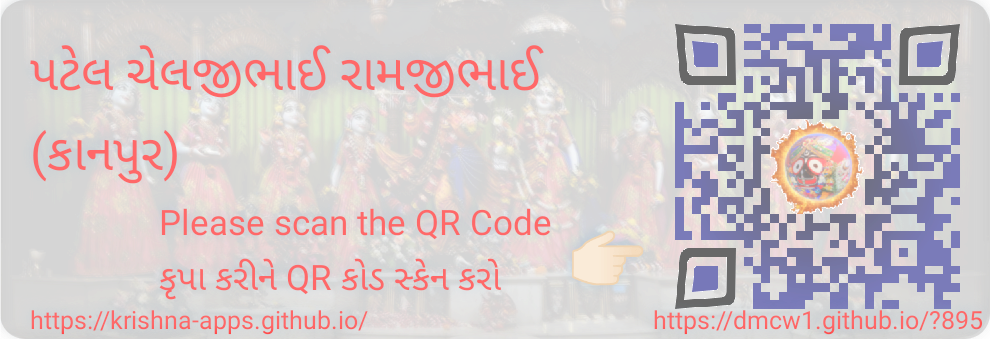 પટેલ ચેલજીભાઈ રામજીભાઈ
(કાનપુર)
Please scan the QR Code
કૃપા કરીને QR કોડ સ્કેન કરો
https://krishna-apps.github.io/
https://dmcw1.github.io/?895